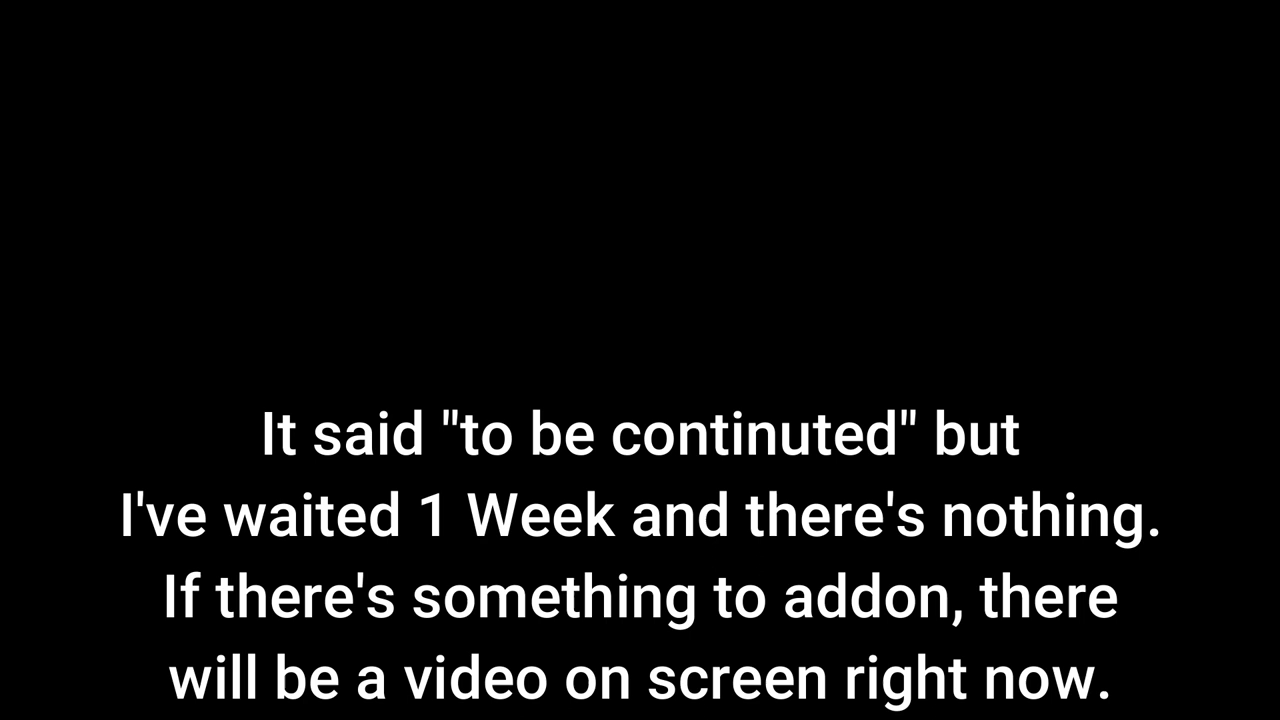 It said "to be continuted" but
I've waited 1 Week and there's nothing.
If there's something to addon, there
will be a video on screen right now.